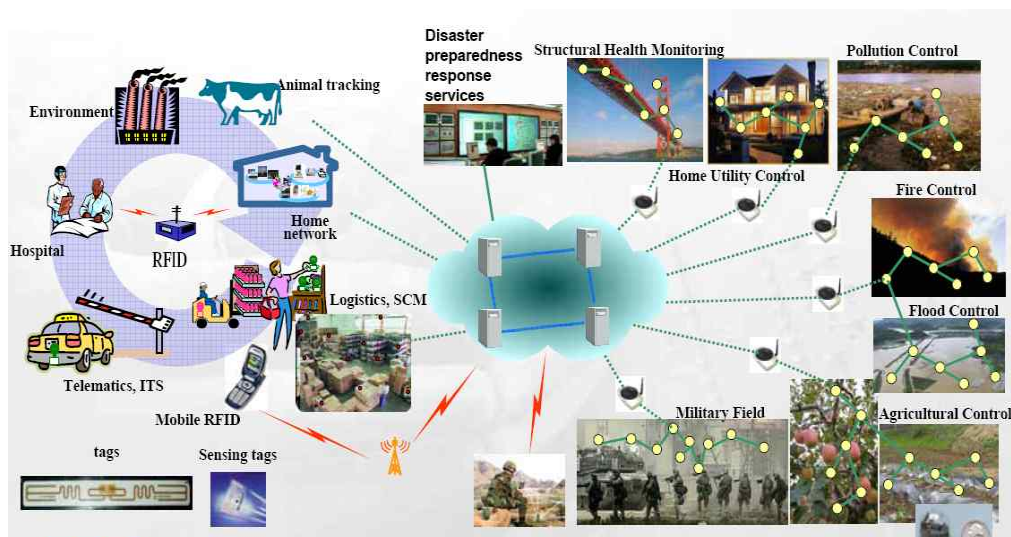 Disaster
preparedness
response
services
Structural Health Monitoring
Pollution Control
Animal tracking
Environment
Home Utility Control
Fire Control
Home
network
Hospital
RFID
Logistics, SCM
Flood Control
Telematics, ITS
Mobile RFID
Military Field
Agricultural Control
tags
Sensing tags